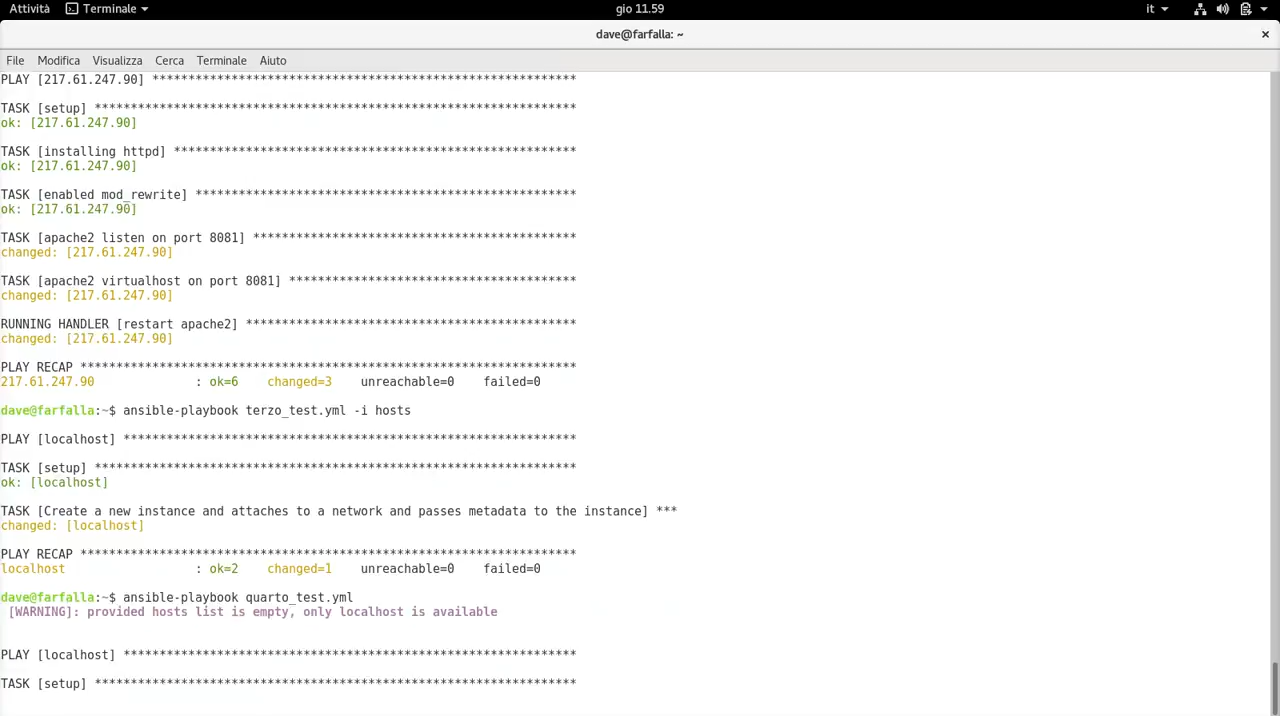 Attività Terminale gio 11.59 it
dave@farfalla: ~ ×
File Modifica Visualizza Cerca Terminale Aiuto
PLAY [217.61.247.90] ***********************************************************
TASK [setup] *******************************************************************
ok: [217.61.247.90]
TASK [installing httpd] ********************************************************
ok: [217.61.247.90]
TASK [enabled mod_rewrite] *****************************************************
ok: [217.61.247.90]
TASK [apache2 listen on port 8081] *********************************************
changed: [217.61.247.90]
TASK [apache2 virtualhost on port 8081] ****************************************
changed: [217.61.247.90]
RUNNING HANDLER [restart apache2] **********************************************
changed: [217.61.247.90]
PLAY RECAP *********************************************************************
217.61.247.90              : ok=6    changed=3    unreachable=0    failed=0
dave@farfalla:~$ ansible-playbook terzo_test.yml -i hosts
PLAY [localhost] ***************************************************************
TASK [setup] *******************************************************************
ok: [localhost]
TASK [Create a new instance and attaches to a network and passes metadata to the instance] ***
changed: [localhost]
PLAY RECAP *********************************************************************
localhost                  : ok=2    changed=1    unreachable=0    failed=0
dave@farfalla:~$ ansible-playbook quarto_test.yml
[WARNING]: provided hosts list is empty, only localhost is available
PLAY [localhost] ***************************************************************
TASK [setup] *******************************************************************